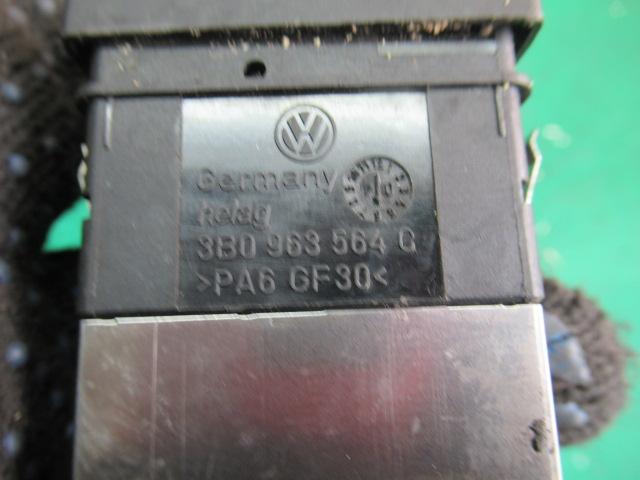 Germany
helag
3B0 963 564 G
>PA6 GF30<